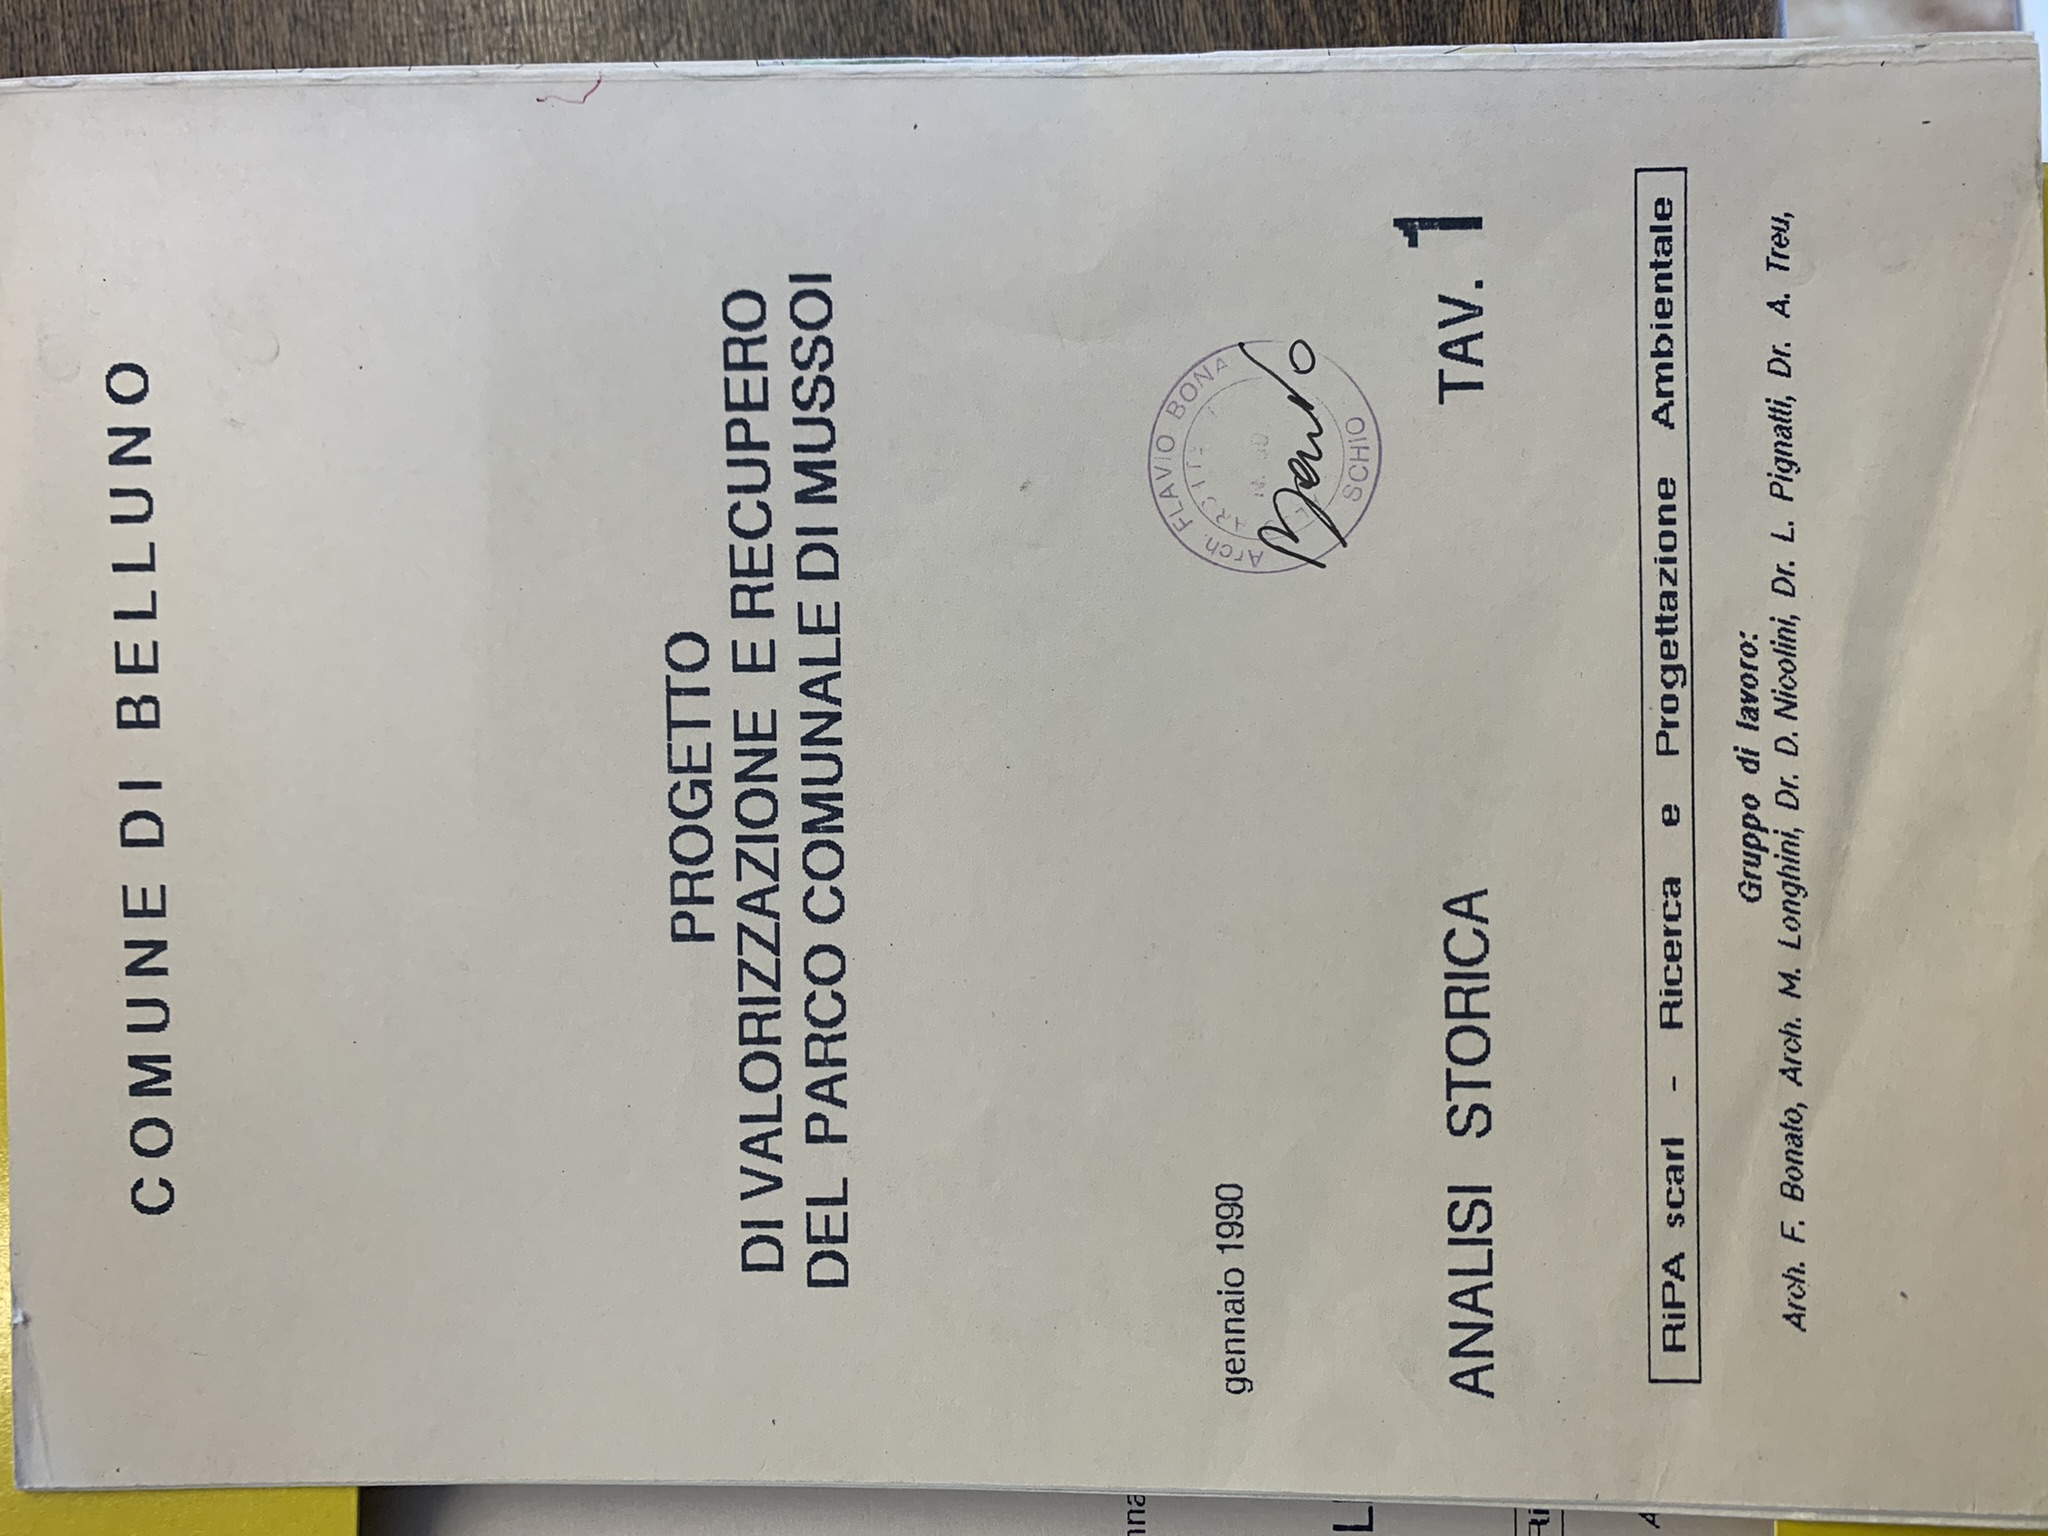 COMUNE DI BELLUNO
PROGETTO
DI VALORIZZAZIONE E RECUPERO
DEL PARCO COMUNALE DI MUSSOI
Arch. FLAVIO BONA
SCHIO
gennaio 1990
ANALISI STORICA TAV. 1
RiPA scarl - Ricerca e Progettazione Ambientale
Gruppo di lavoro:
Arch. F. Bonato, Arch. M. Longhini, Dr. D. Nicolini, Dr. L. Pignatti, Dr. A. Treu,